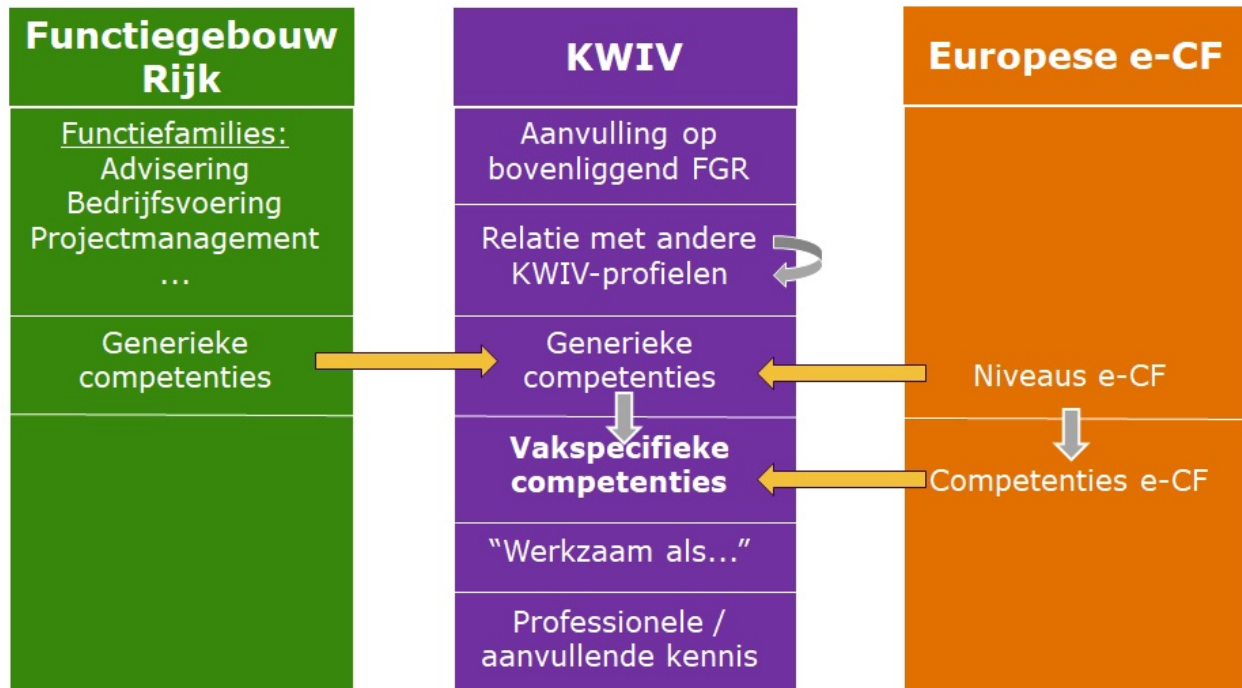 Functiegebouw
Rijk
Functiefamilies:
Advisering
Bedrijfsvoering
Projectmanagement
...
Generieke
competenties
KWIV
Aanvulling op
bovenliggend FGR
Relatie met andere
KWIV-profielen
Generieke
competenties
Vakspecifieke
competenties
“Werkzaam als...”
Professionele /
aanvullende kennis
Europese e-CF
Niveaus e-CF
Competenties e-CF